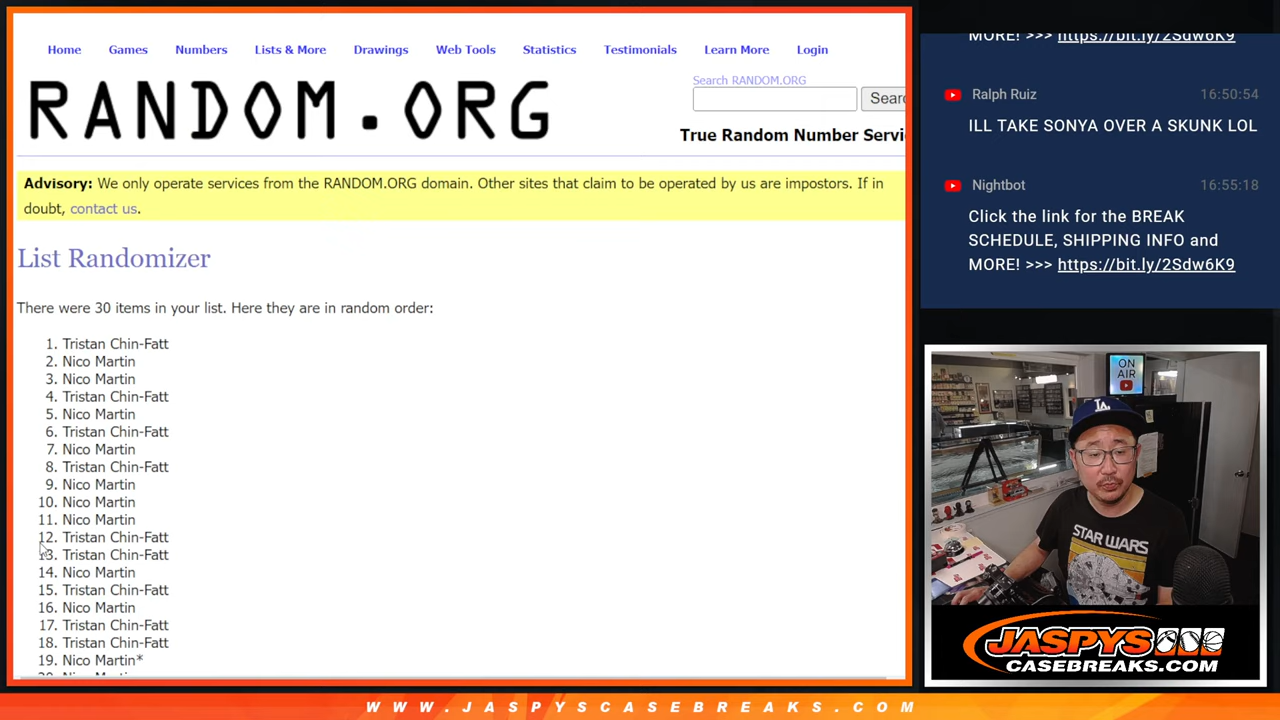 Home Games Numbers Lists & More Drawings Web Tools Statistics Testimonials Learn More Login
RANDOM.ORG
Search RANDOM.ORG
True Random Number Servi
Advisory: We only operate services from the RANDOM.ORG domain. Other sites that claim to be operated by us are impostors. If in
doubt, contact us.
List Randomizer
There were 30 items in your list. Here they are in random order:
1. Tristan Chin-Fatt
2. Nico Martin
3. Nico Martin
4. Tristan Chin-Fatt
5. Nico Martin
6. Tristan Chin-Fatt
7. Nico Martin
8. Tristan Chin-Fatt
9. Nico Martin
10. Nico Martin
11. Nico Martin
12. Tristan Chin-Fatt
13. Tristan Chin-Fatt
14. Nico Martin
15. Tristan Chin-Fatt
16. Nico Martin
17. Tristan Chin-Fatt
18. Tristan Chin-Fatt
19. Nico Martin*
MORE! >>> https://bit.ly/2Sdw6K9
Ralph Ruiz 16:50:54
ILL TAKE SONYA OVER A SKUNK LOL
Nightbot 16:55:18
Click the link for the BREAK
SCHEDULE, SHIPPING INFO and
MORE! >>> https://bit.ly/2Sdw6K9
ON
AIR
LA
STAR WARS
JASPYS
CASEBREAKS.COM
WWW.JASPYSCASEBREAKS.COM